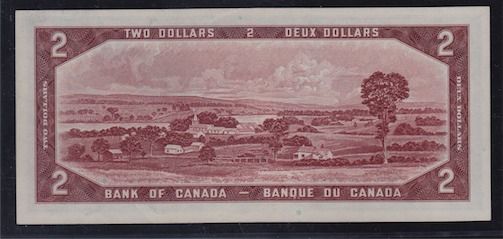 TWO DOLLARS 2 DEUX DOLLARS
2 2
TWO DOLLARS
DEUX DOLLARS
2 2
BANK OF CANADA — BANQUE DU CANADA